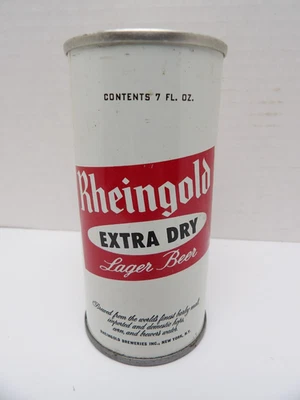 CONTENTS 7 FL. OZ.
Rheingold
EXTRA DRY
Lager Beer
Brewed from the world's finest barley malt,
imported and domestic hops,
corn, and brewers water.
RHEINGOLD BREWERIES INC., NEW YORK, N.Y.